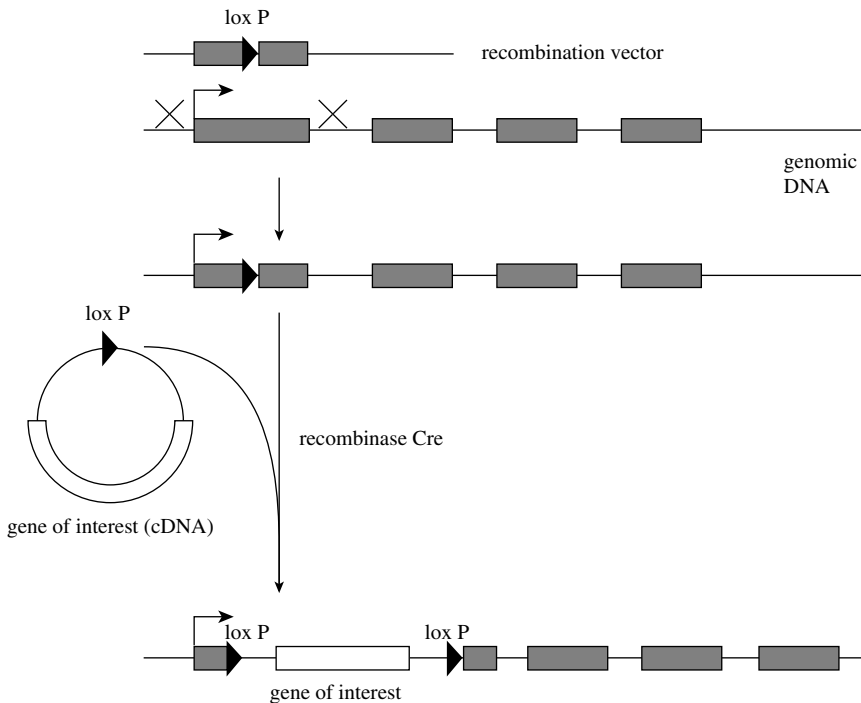 lox P
recombination vector
genomic
DNA
lox P
recombinase Cre
gene of interest (cDNA)
lox P
lox P
gene of interest